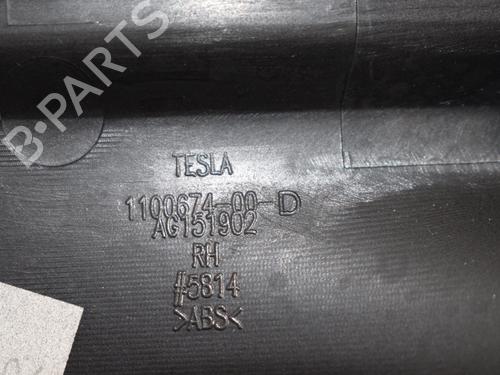 B-PARTS
TESLA
1100674-00-D
AG151902
RH
#5814
>ABS<